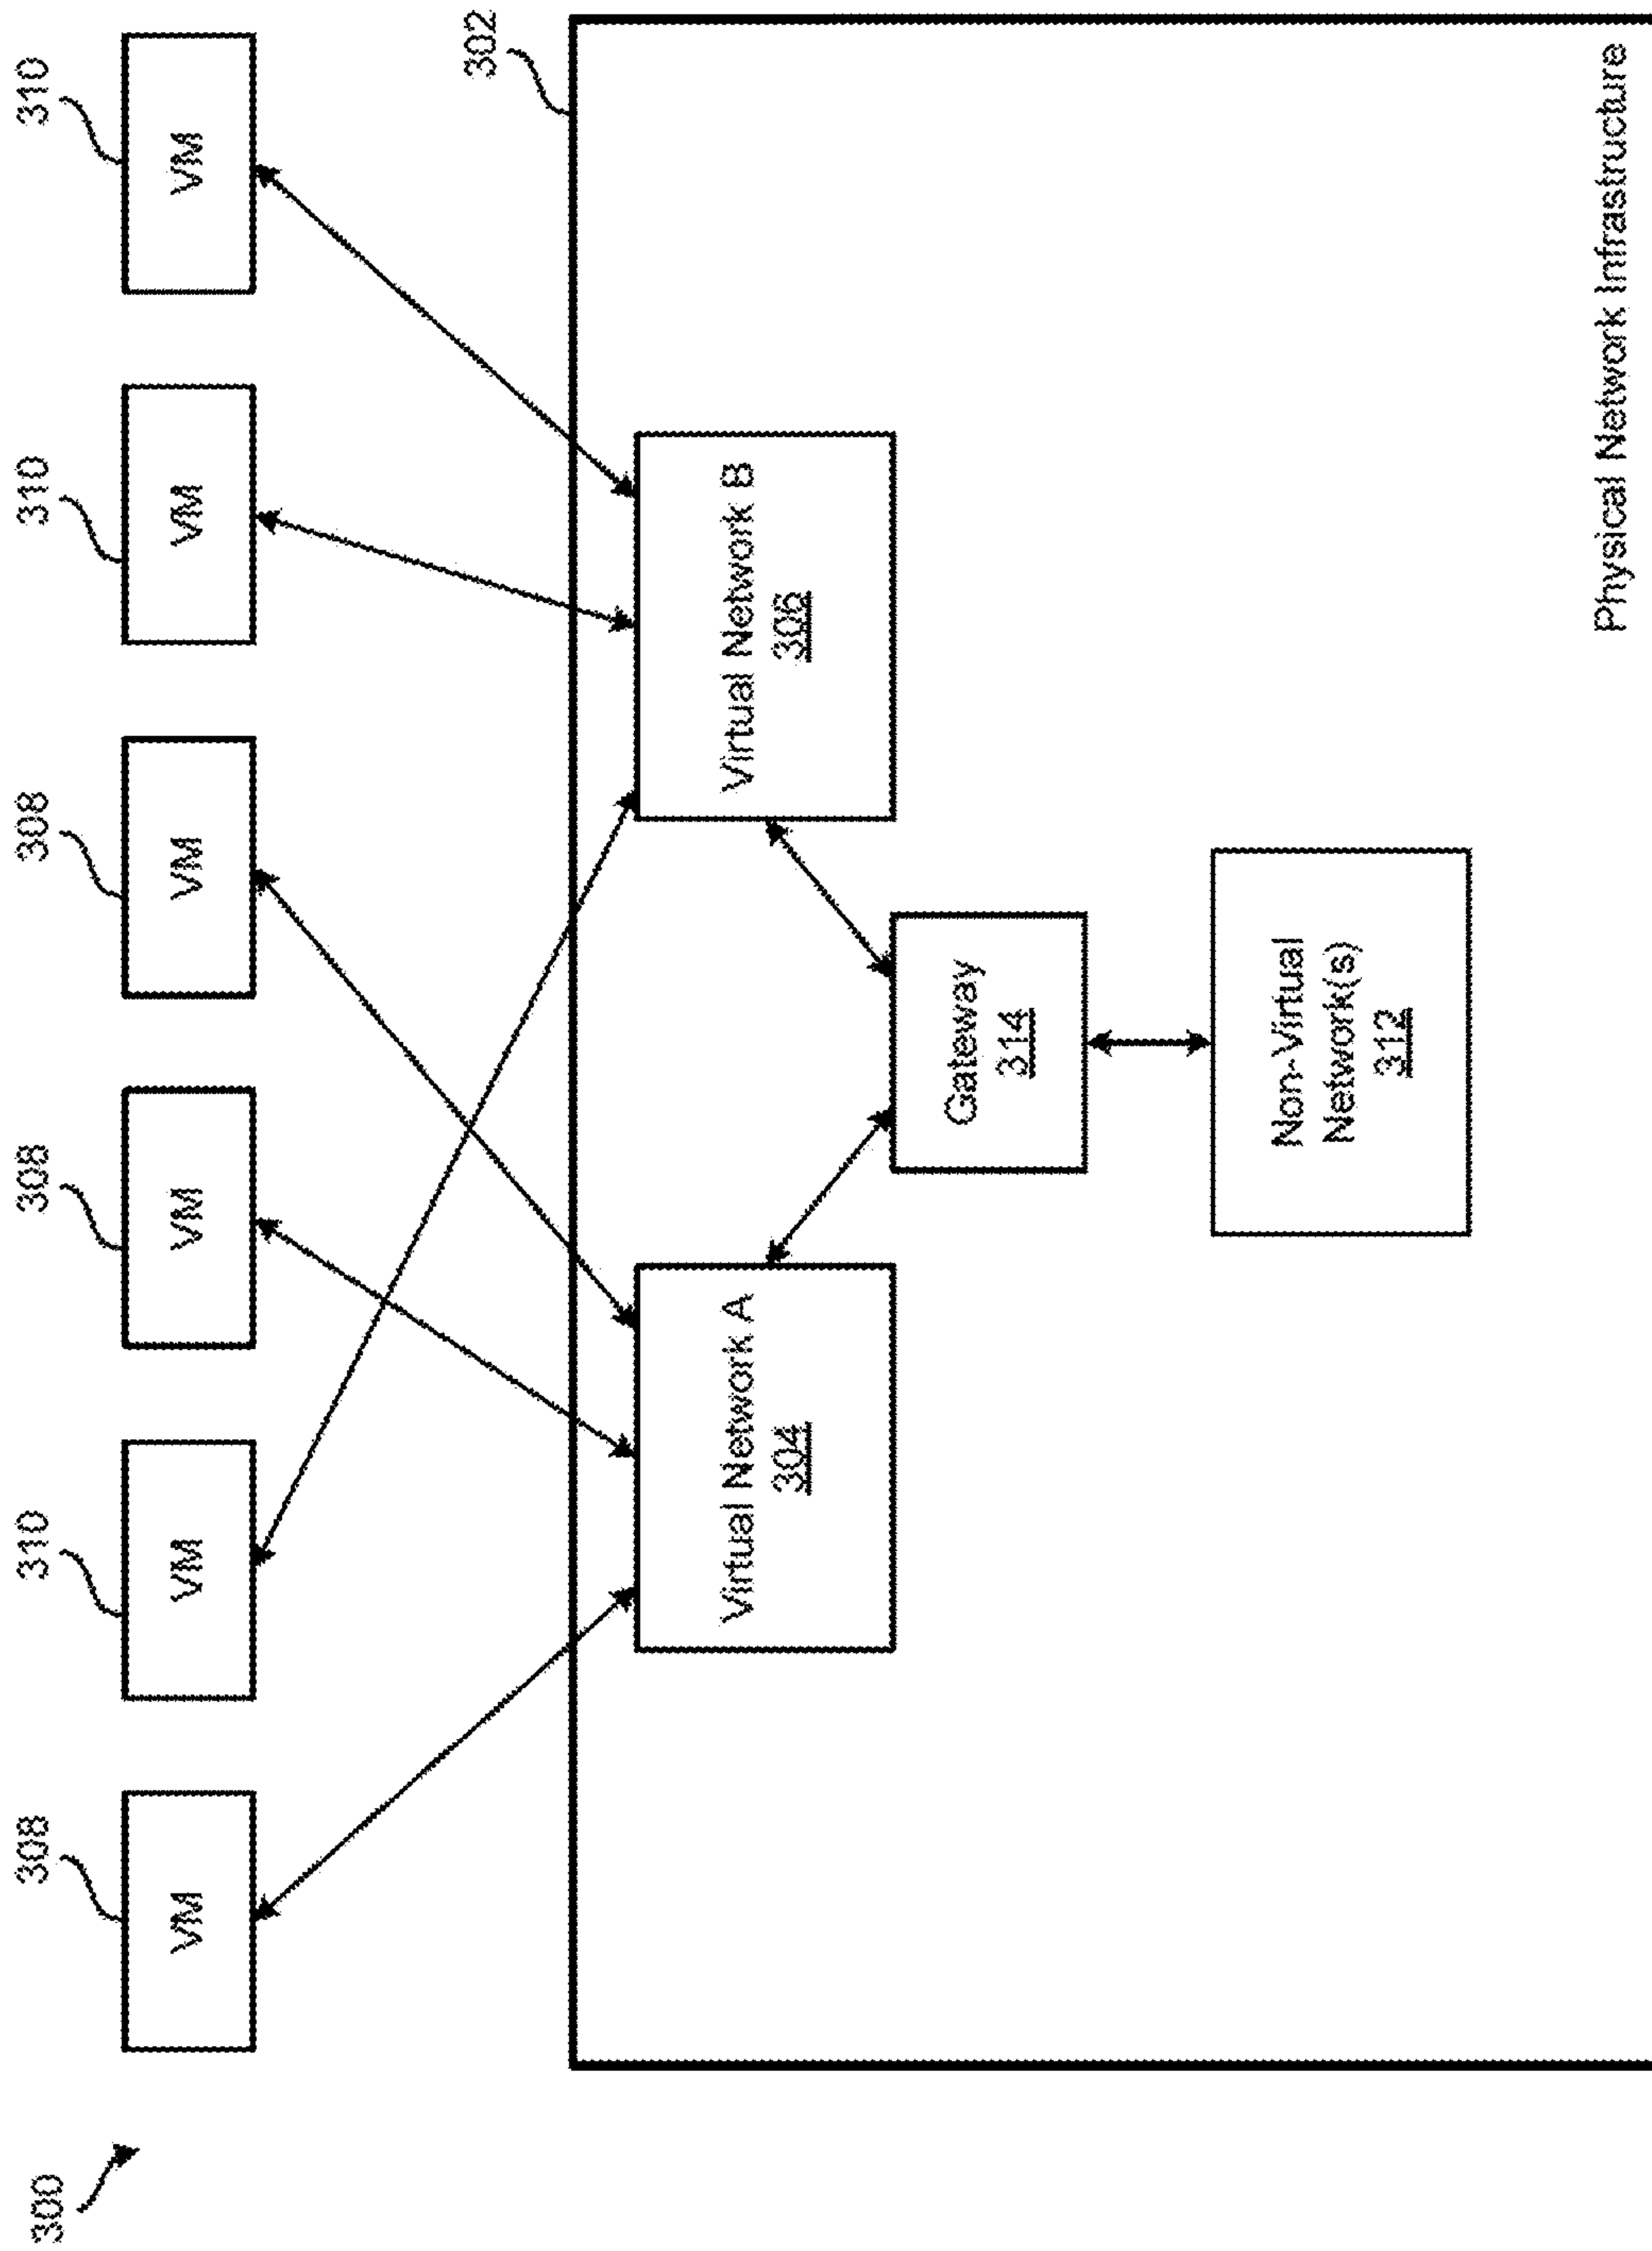 300
308
310
308
308
310
310
VM
VM
VM
VM
VM
VM
302
Virtual Network A
304
Virtual Network B
306
Gateway
314
Non-Virtual
Network(s)
312
Physical Network Infrastructure